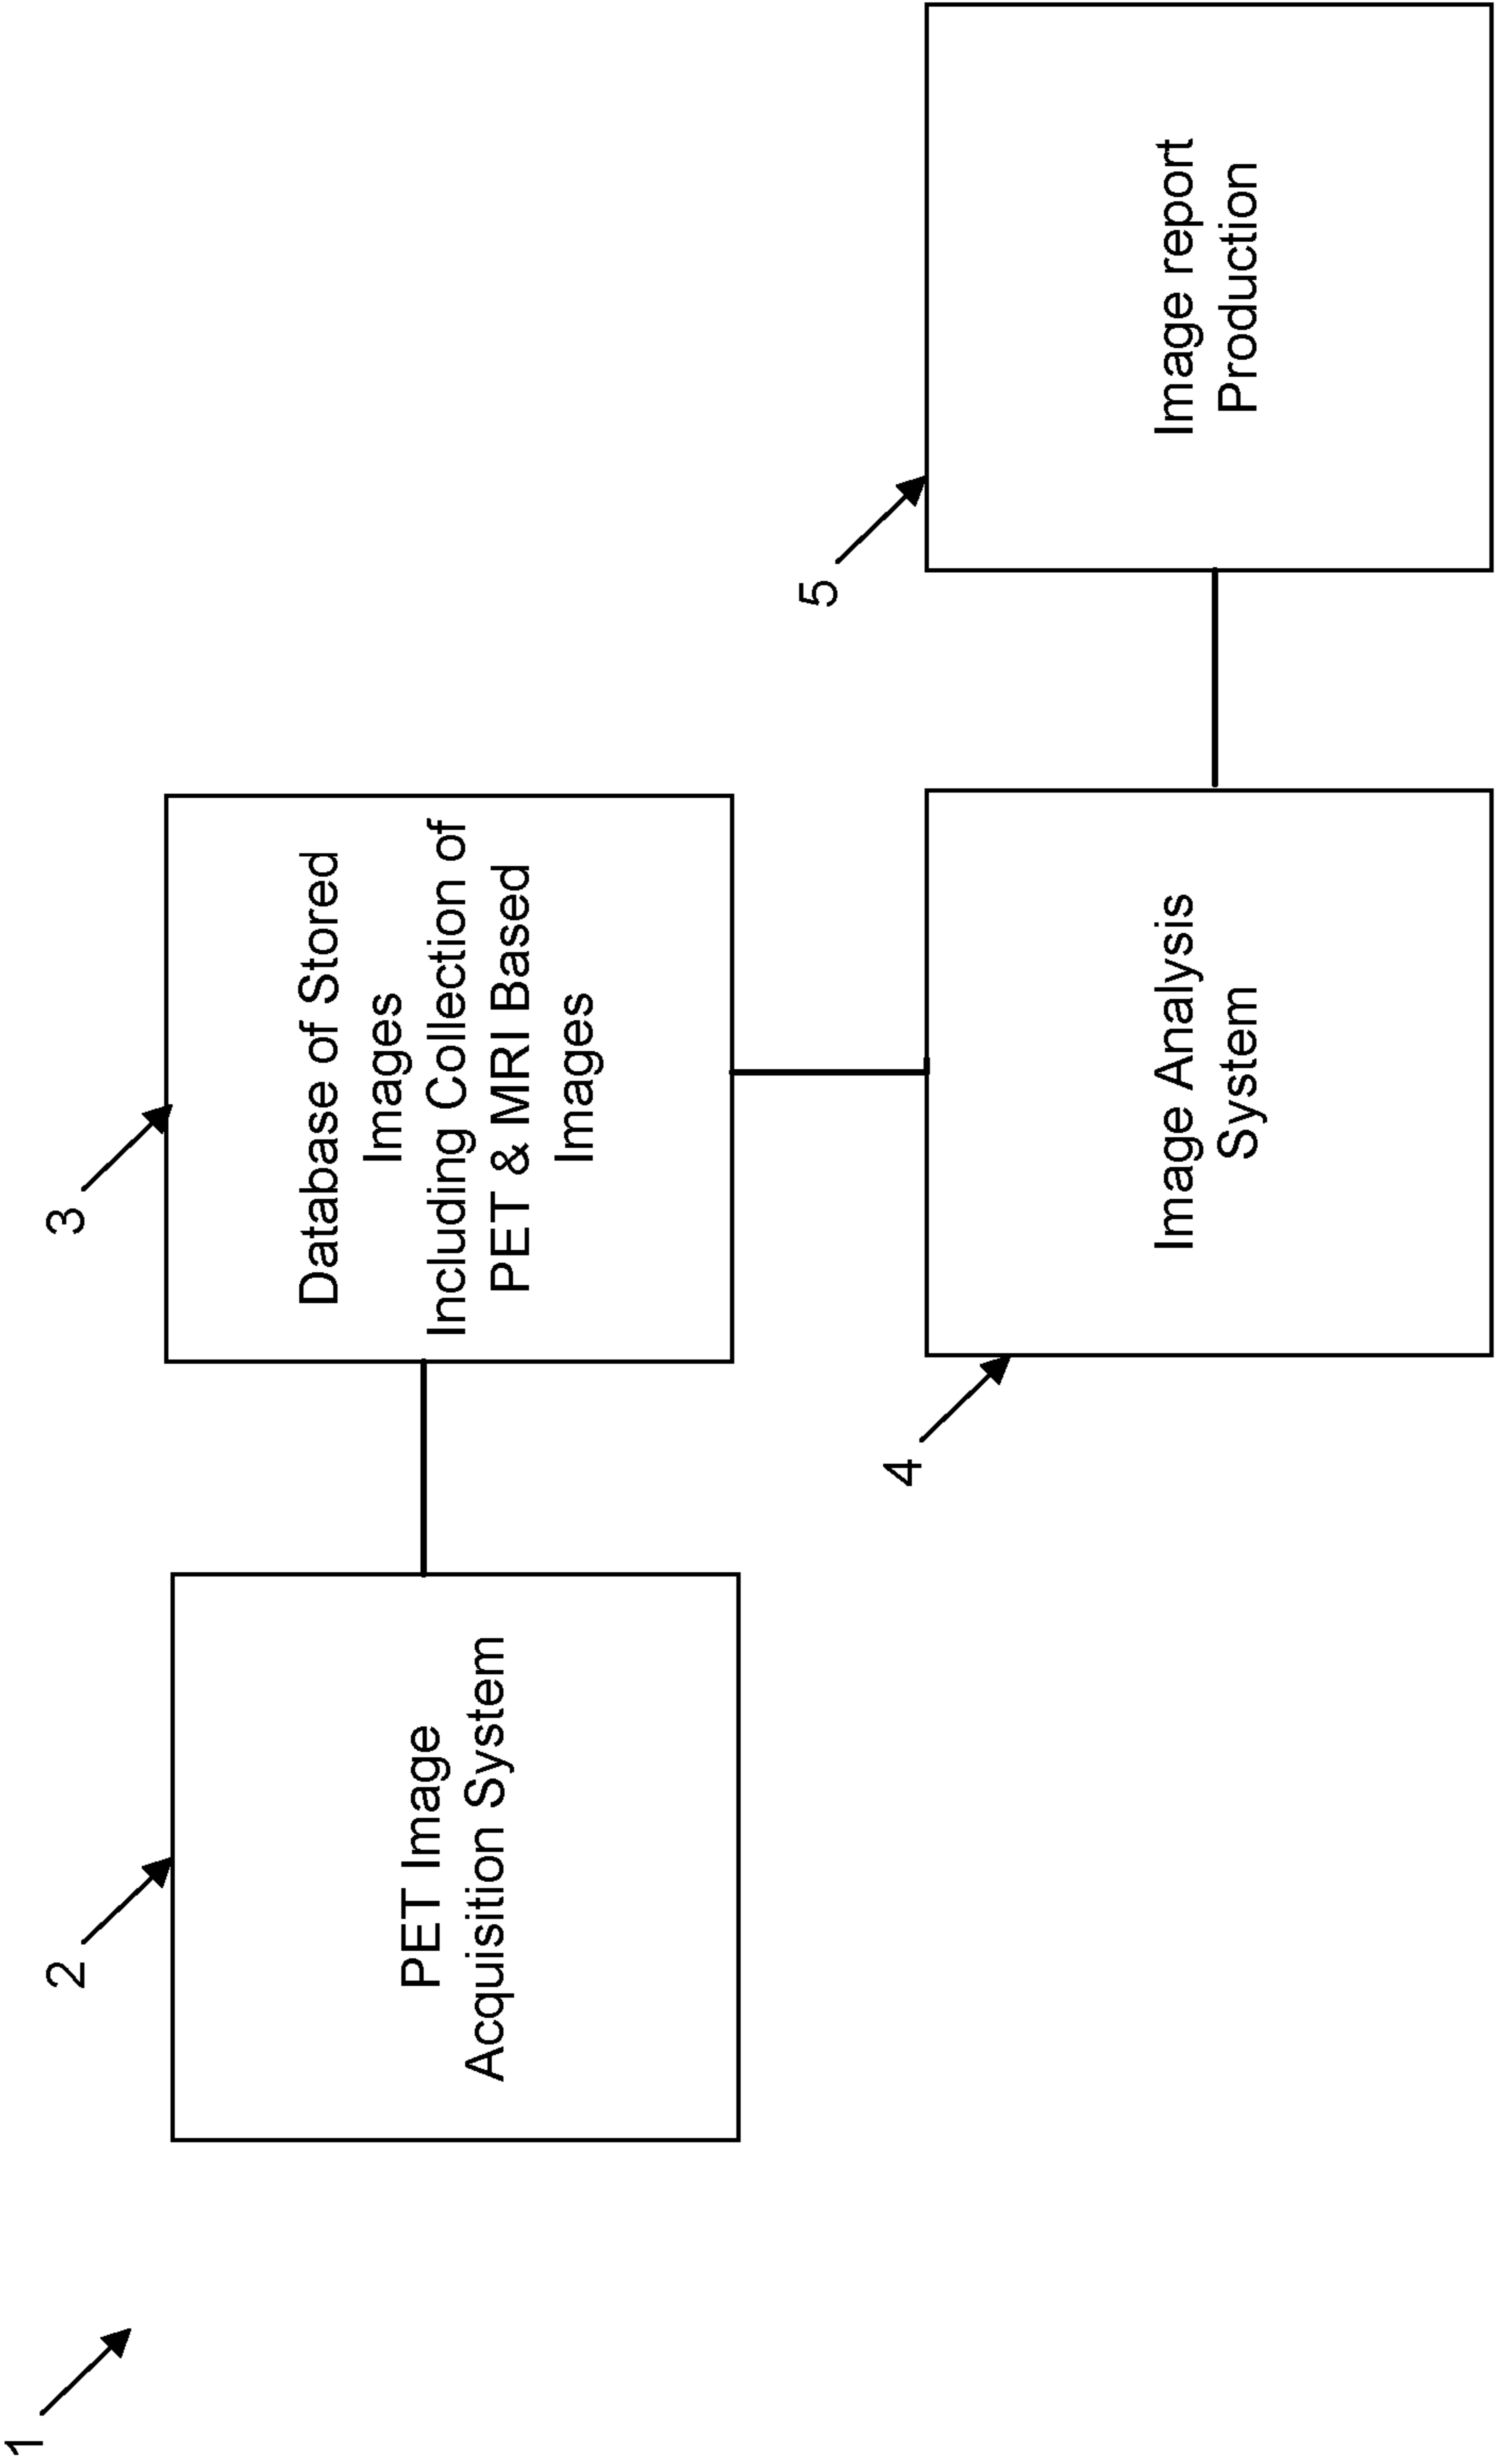 1
2
PET Image
Acquisition System
3
Database of Stored
Images
Including Collection of
PET & MRI Based
Images
4
Image Analysis
System
5
Image report
Production